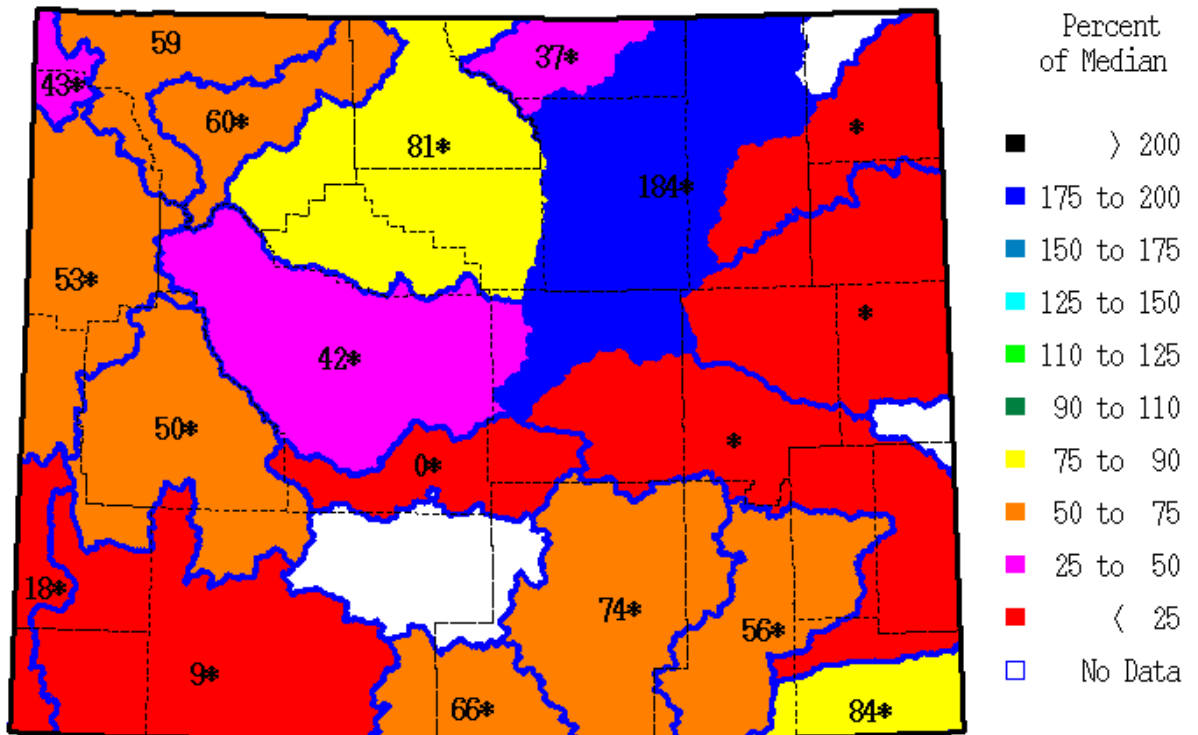 59
37*
43*
60*
*
81*
184*
53*
*
42*
50*
*
0*
18*
74*
56*
9*
66*
84*
Percent
of Median
> 200
175 to 200
150 to 175
125 to 150
110 to 125
90 to 110
75 to 90
50 to 75
25 to 50
< 25
No Data